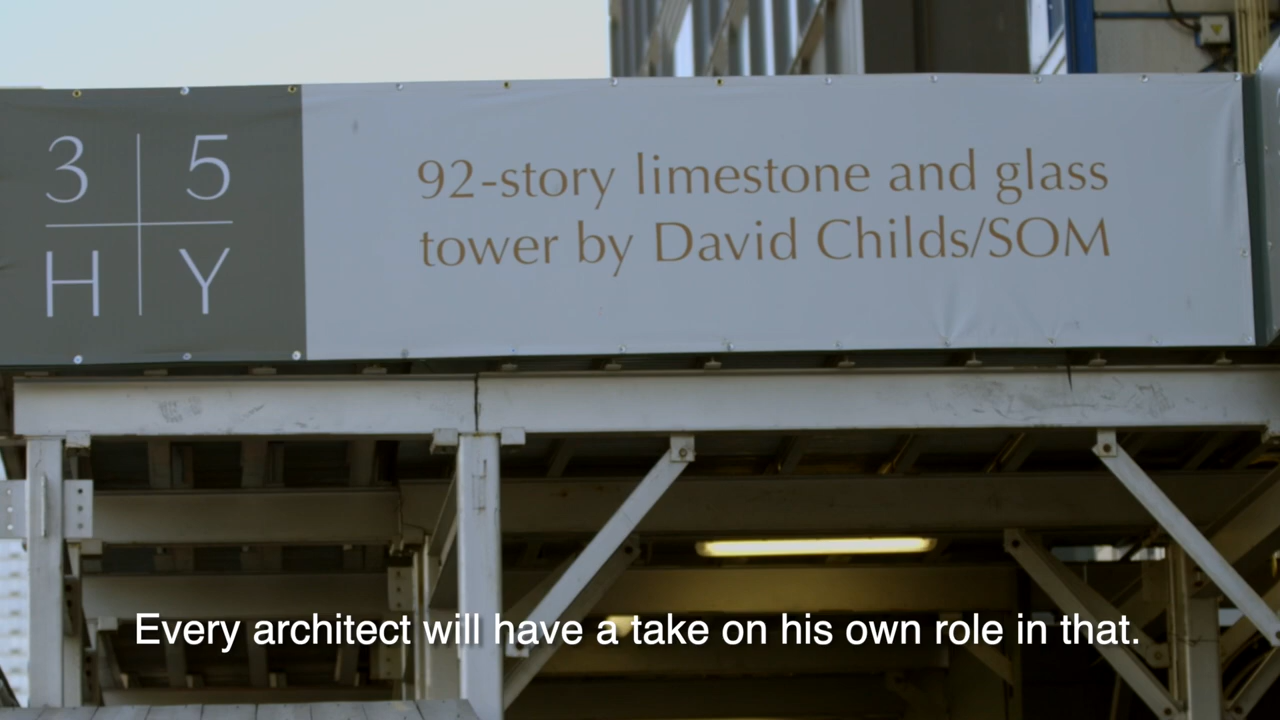 3 5
H Y
92-story limestone and glass
tower by David Childs/SOM
Every architect will have a take on his own role in that.